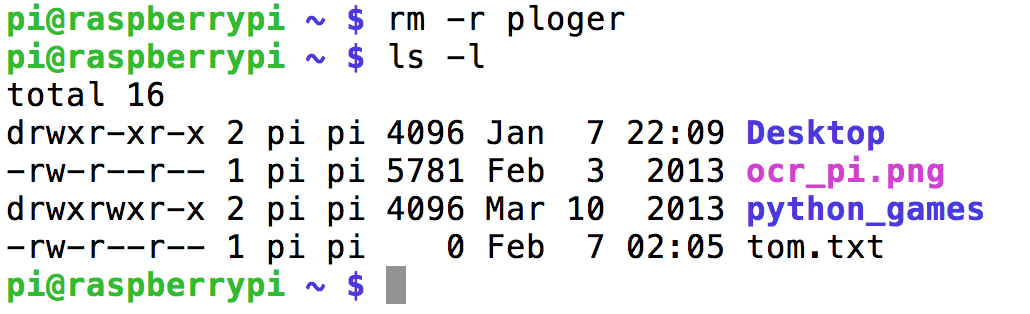 pi@raspberrypi ~ $ rm -r ploger
pi@raspberrypi ~ $ ls -l
total 16
drwxr-xr-x 2 pi pi 4096 Jan  7 22:09 Desktop
-rw-r--r-- 1 pi pi 5781 Feb  3  2013 ocr_pi.png
drwxrwxr-x 2 pi pi 4096 Mar 10  2013 python_games
-rw-r--r-- 1 pi pi    0 Feb  7 02:05 tom.txt
pi@raspberrypi ~ $